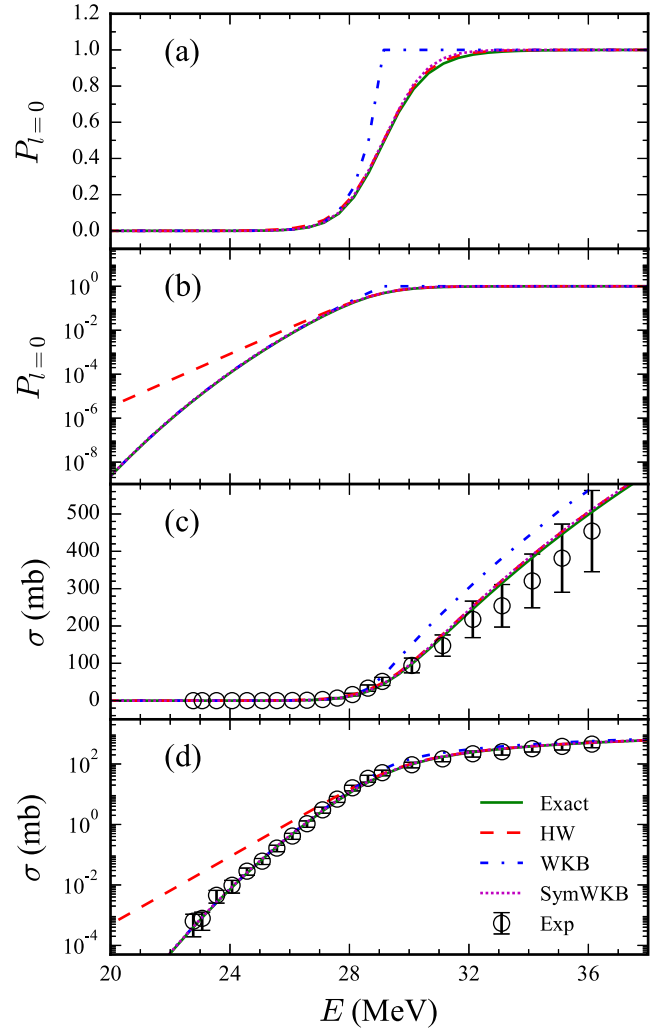 (a)
P_{l=0}
1.2
1.0
0.8
0.6
0.4
0.2
0.0
(b)
P_{l=0}
10^0
10^{-2}
10^{-4}
10^{-6}
10^{-8}
(c)
σ (mb)
500
400
300
200
100
0
(d)
σ (mb)
10^2
10^0
10^{-2}
10^{-4}
Exact
HW
WKB
SymWKB
Exp
20 24 28 32 36
E (MeV)